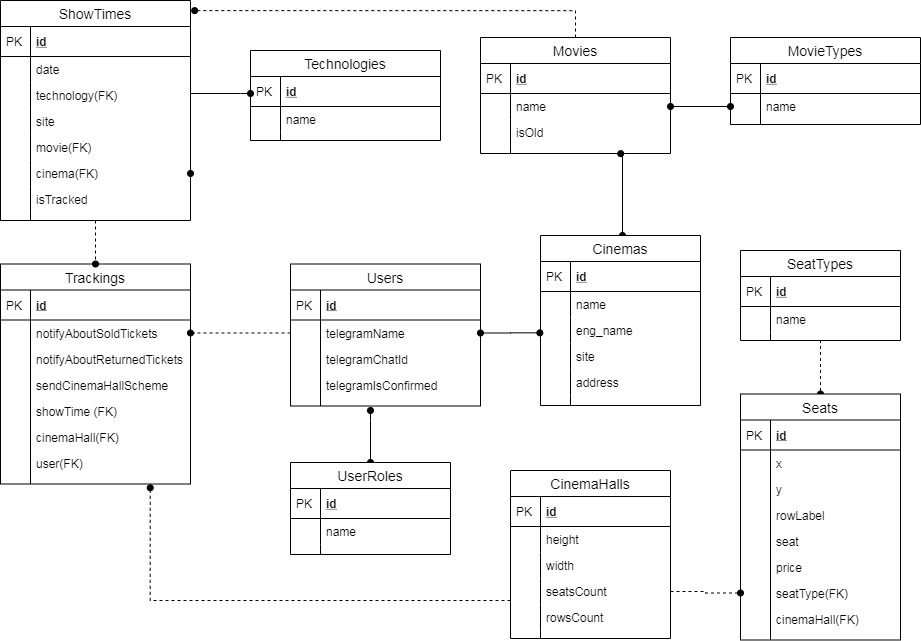 ShowTimes
PK id
date
technology(FK)
site
movie(FK)
cinema(FK)
isTracked
Technologies
PK id
name
Movies
PK id
name
isOld
MovieTypes
PK id
name
Trackings
PK id
notifyAboutSoldTickets
notifyAboutReturnedTickets
sendCinemaHallScheme
showTime (FK)
cinemaHall(FK)
user(FK)
Users
PK id
telegramName
telegramChatId
telegramIsConfirmed
Cinemas
PK id
name
eng_name
site
address
SeatTypes
PK id
name
UserRoles
PK id
name
CinemaHalls
PK id
height
width
seatsCount
rowsCount
Seats
PK id
x
y
rowLabel
seat
price
seatType(FK)
cinemaHall(FK)